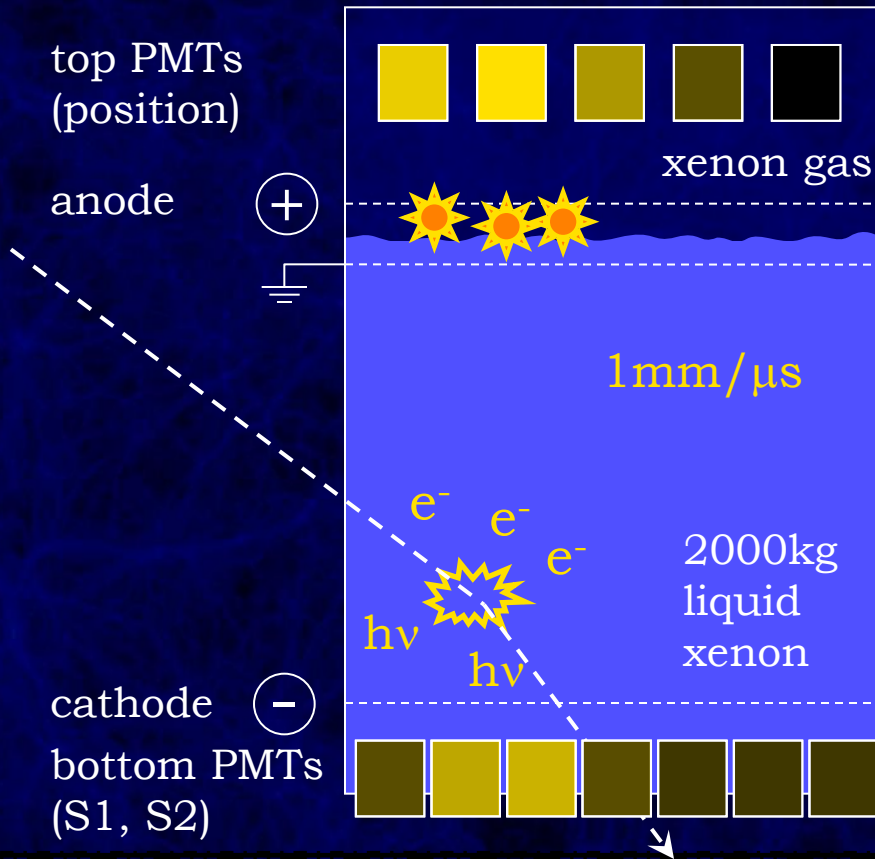 top PMTs
(position)
xenon gas
anode +
1mm/μs
e⁻
e⁻
e⁻
2000kg
liquid
xenon
hν
hν
cathode -
bottom PMTs
(S1, S2)